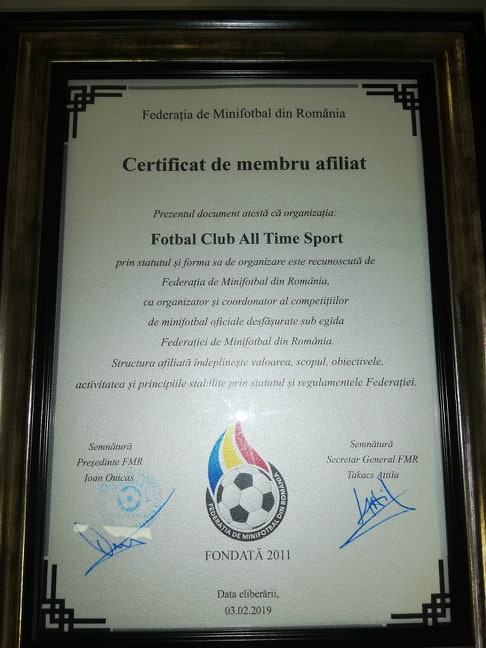 Federația de Minifotbal din România
Certificat de membru afiliat
Prezentul document atestă că organizația:
Fotbal Club All Time Sport
prin statutul și forma sa de organizare este recunoscută de
Federația de Minifotbal din România,
ca organizator și coordonator al competițiilor
de minifotbal oficiale desfășurate sub egida
Federației de Minifotbal din România.
Structura afiliată îndeplinește valoarea, scopul, obiectivele,
activitatea și principiile stabilite prin statutul și regulamentele Federației.
Semnătură
Președinte FMR
Ioan Onicas
Semnătură
Secretar General FMR
Takacs Attila
FEDERAȚIA DE MINIFOTBAL DIN ROMÂNIA
FONDATĂ 2011
Data eliberării,
03.02.2019